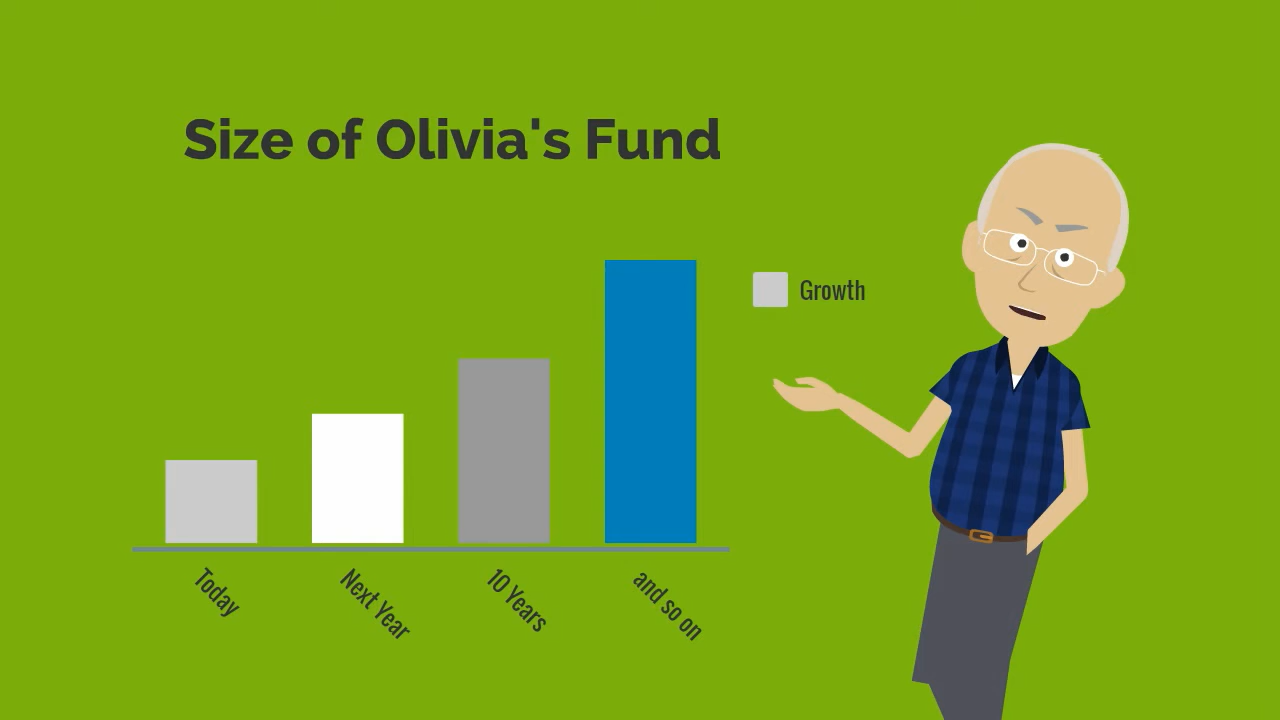 Size of Olivia's Fund
Growth
Today
Next Year
10 Years
and so on